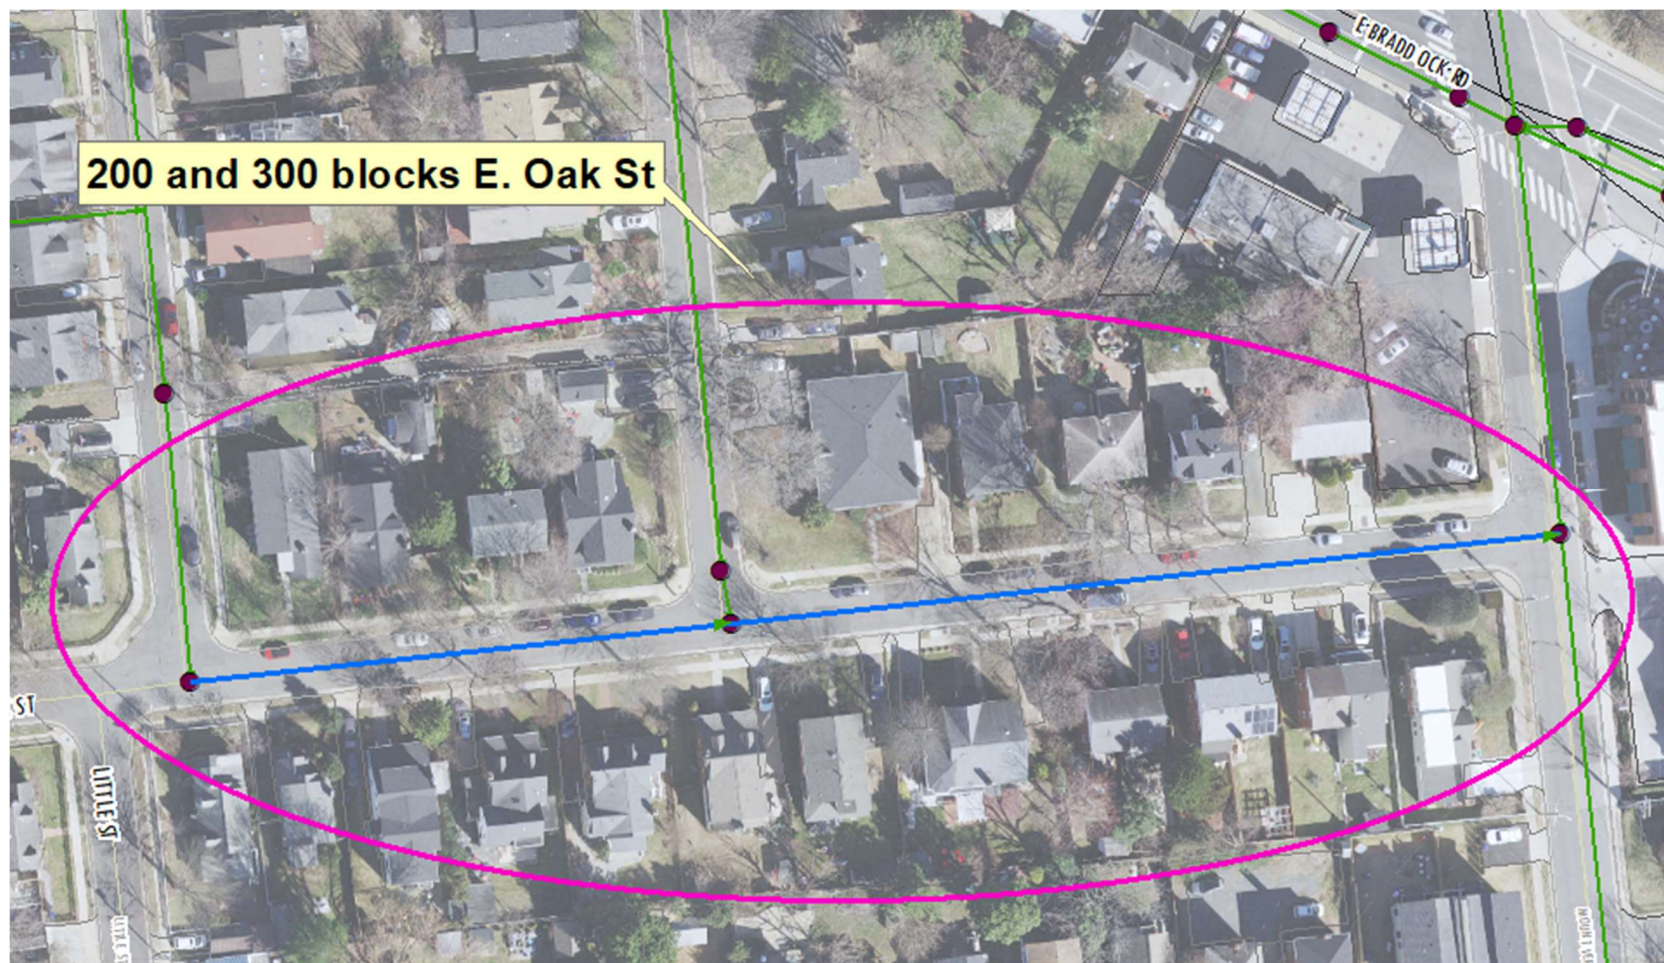 E BRADD OCK RD
200 and 300 blocks E. Oak St
ST
LITTLE ST